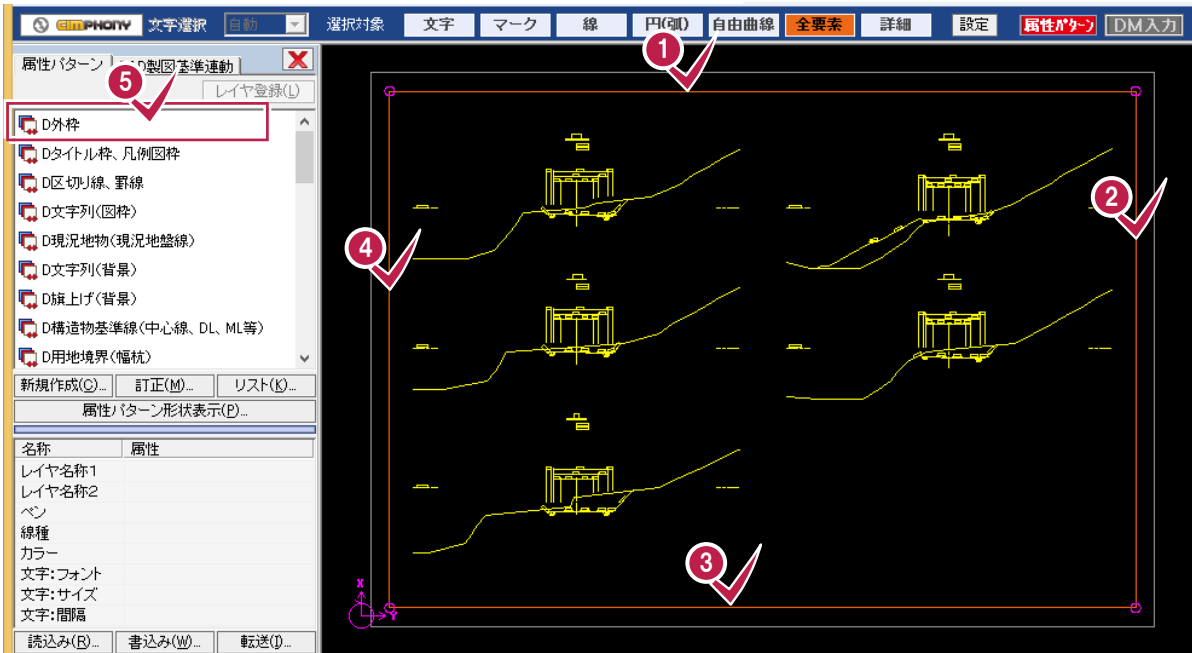 CIMPHONY 文字選択 自動 選択対象 文字 マーク 線 円(弧) 自由曲線 全要素 詳細 設定 属性パターン DM入力
属性パターン
製図基準連動
レイヤ登録(L)
D外枠
Dタイトル枠、凡例図枠
D区切り線、罫線
D文字列(図枠)
D現況地物(現況地盤線)
D文字列(背景)
D旗上げ(背景)
D構造物基準線(中心線、DL、ML等)
D用地境界(幅杭)
新規作成(C)... 訂正(M)... リスト(K)...
属性パターン形状表示(P)...
名称 属性
レイヤ名称1
レイヤ名称2
ペン
線種
カラー
文字:フォント
文字:サイズ
文字:間隔
読込み(R)... 書込み(W)... 転送(I)...
1
2
3
4
5
X
Y